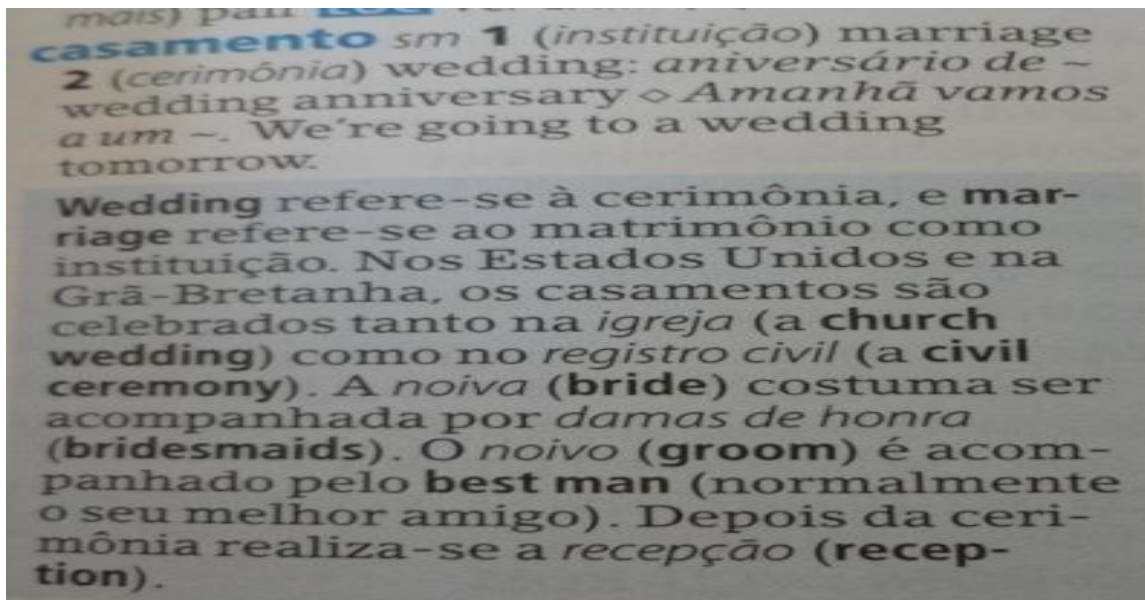 mais) pair
casamento sm 1 (instituição) marriage
2 (cerimônia) wedding: aniversário de ~
wedding anniversary ◇ Amanhã vamos
a um ~. We're going to a wedding
tomorrow.
Wedding refere-se à cerimônia, e mar-
riage refere-se ao matrimônio como
instituição. Nos Estados Unidos e na
Grã-Bretanha, os casamentos são
celebrados tanto na igreja (a church
wedding) como no registro civil (a civil
ceremony). A noiva (bride) costuma ser
acompanhada por damas de honra
(bridesmaids). O noivo (groom) é acom-
panhado pelo best man (normalmente
o seu melhor amigo). Depois da ceri-
mônia realiza-se a recepção (recep-
tion).